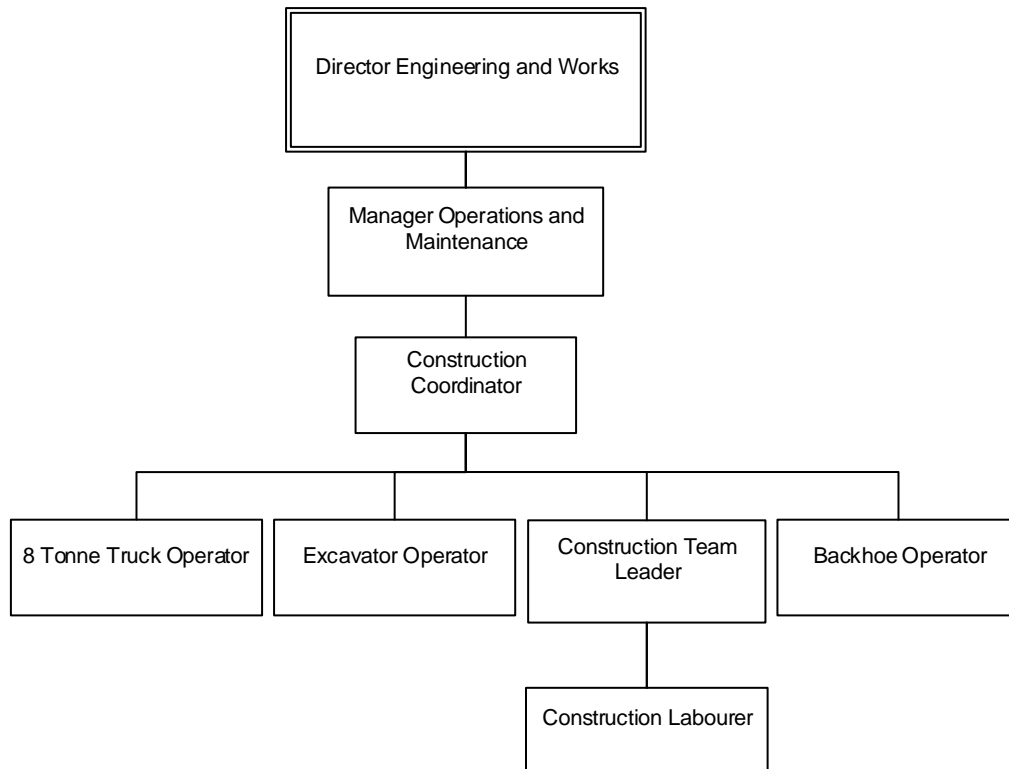 Director Engineering and Works
Manager Operations and
Maintenance
Construction
Coordinator
8 Tonne Truck Operator
Excavator Operator
Construction Team
Leader
Backhoe Operator
Construction Labourer